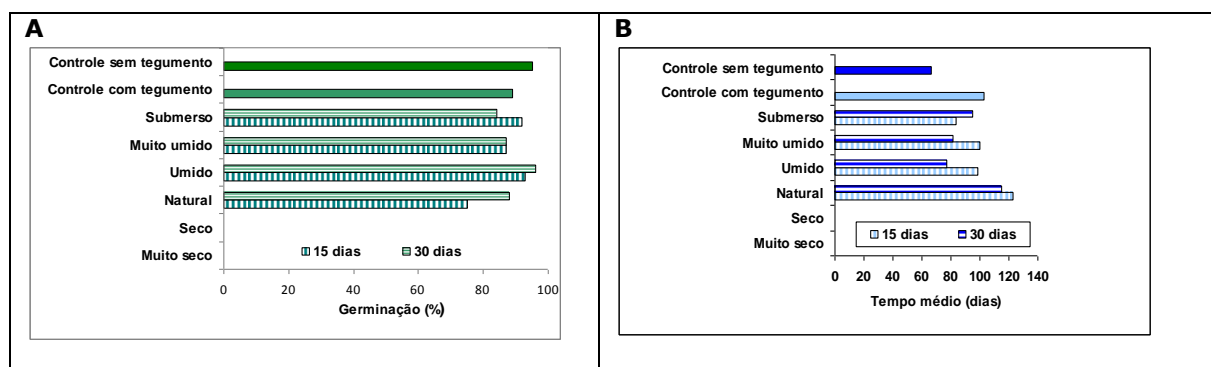 A
Controle sem tegumento
Controle com tegumento
Submerso
Muito umido
Umido
Natural
Seco
Muito seco
15 dias 30 dias
0 20 40 60 80 100
Germinação (%)
B
Controle sem tegumento
Controle com tegumento
Submerso
Muito umido
Umido
Natural
Seco
Muito seco
15 dias 30 dias
0 20 40 60 80 100 120 140
Tempo médio (dias)